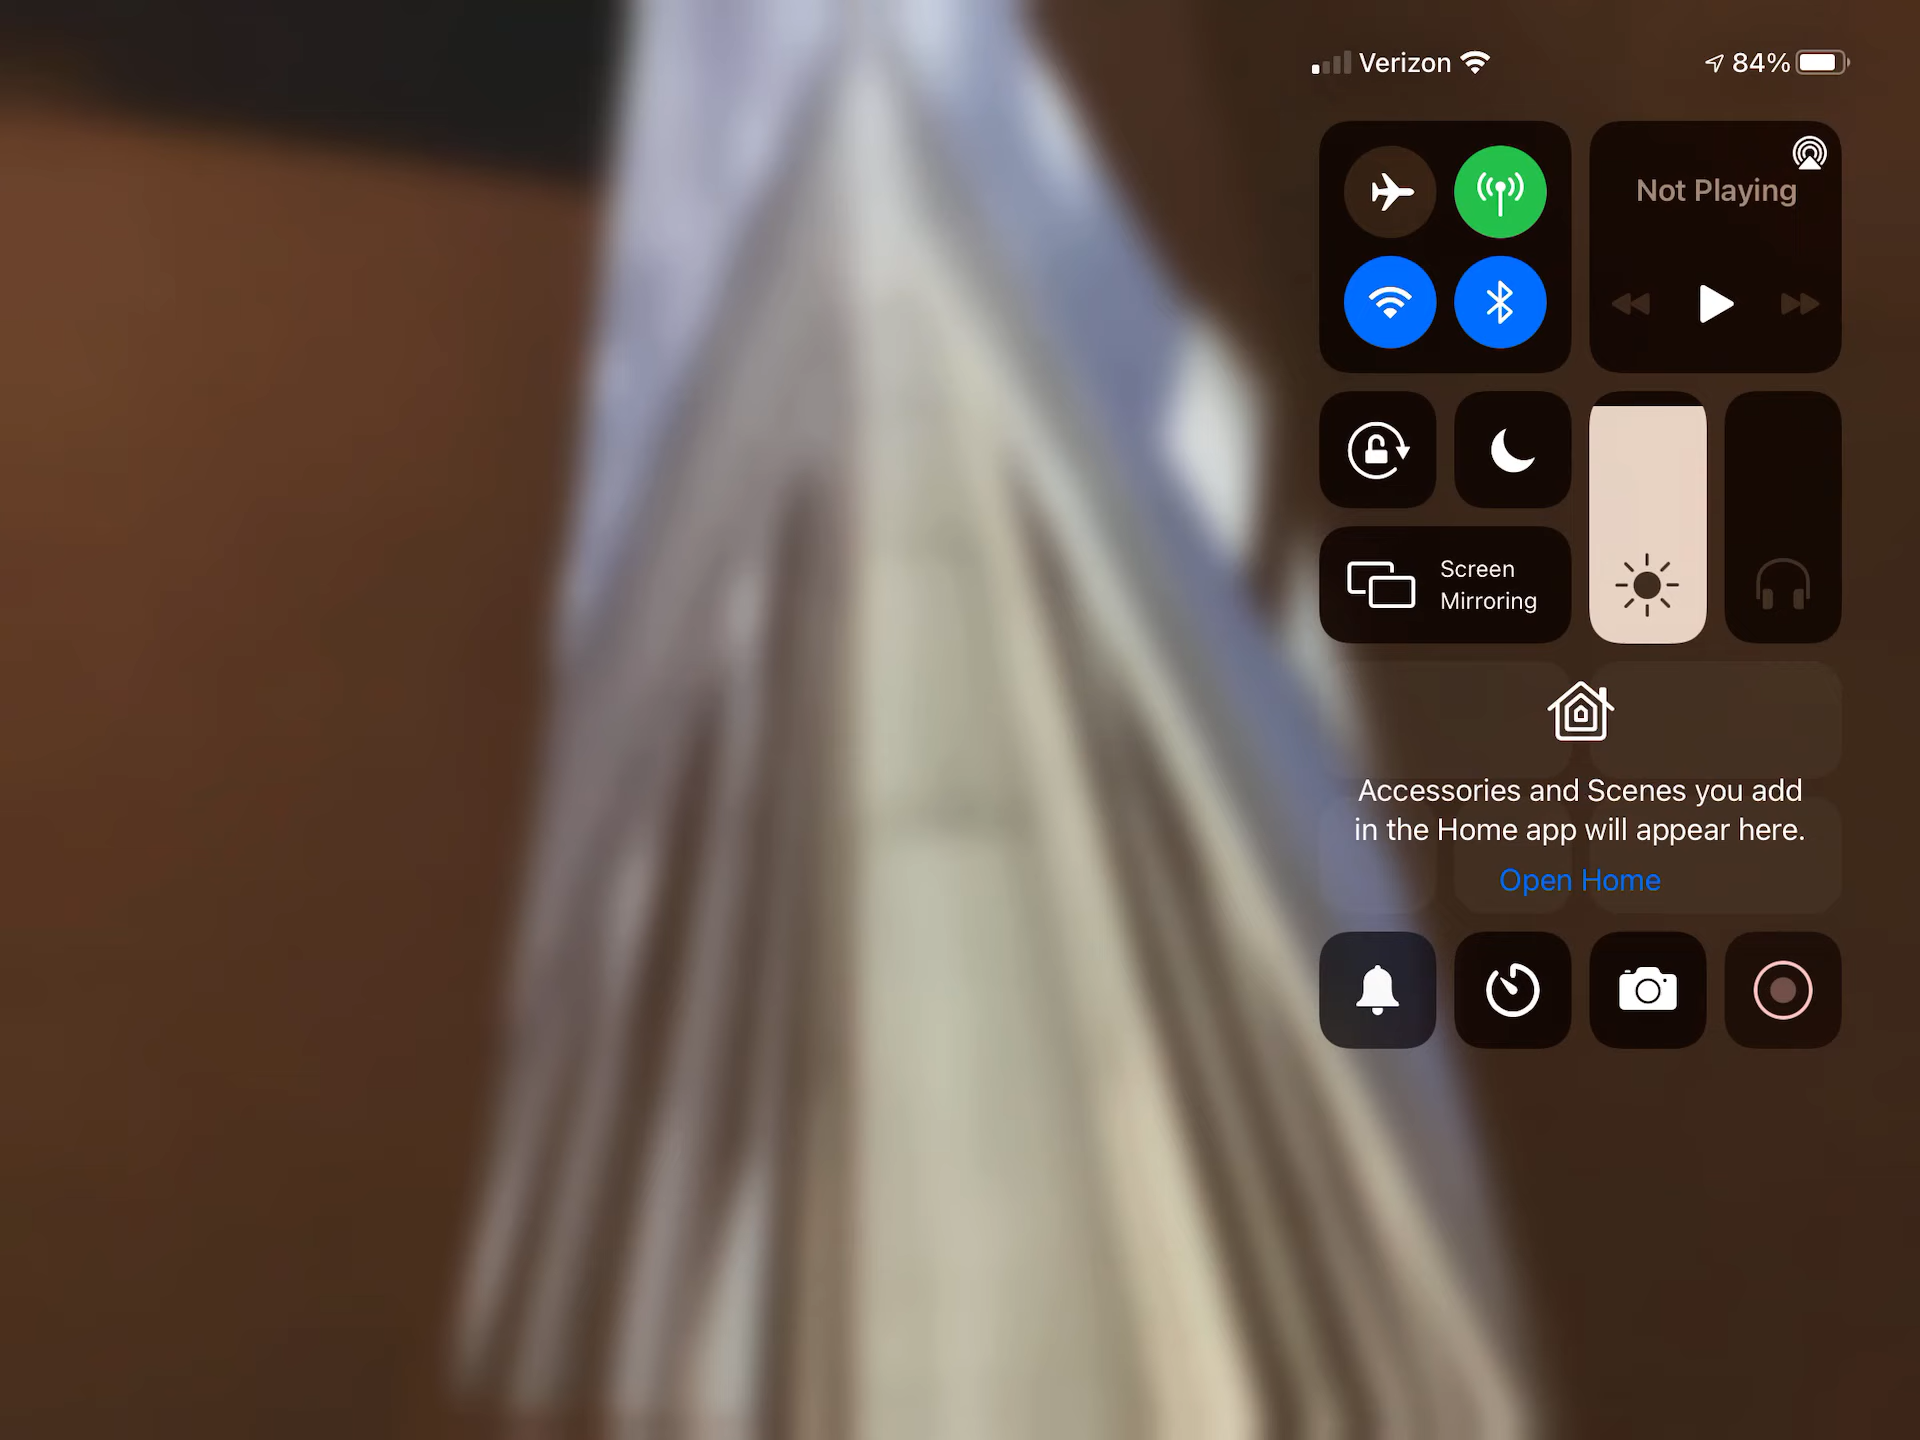 Verizon
84%
Not Playing
Screen
Mirroring
Accessories and Scenes you add
in the Home app will appear here.
Open Home